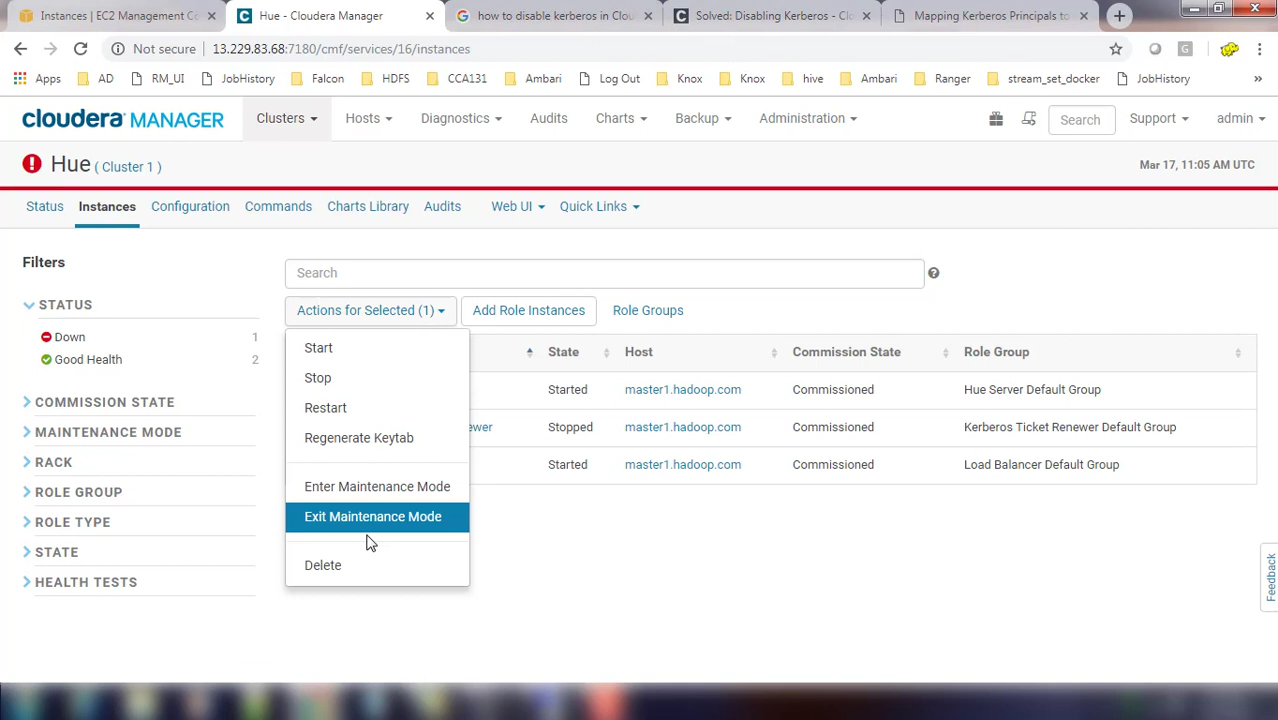 Instances | EC2 Management Co
Hue - Cloudera Manager
how to disable kerberos in Clou
Solved: Disabling Kerberos - Clo
Mapping Kerberos Principals to
Not secure
13.229.83.68:7180/cmf/services/16/instances
Apps
AD
RM_UI
JobHistory
Falcon
HDFS
CCA131
Ambari
Log Out
Knox
Knox
hive
Ambari
Ranger
stream_set_docker
JobHistory
»
cloudera MANAGER
Clusters
Hosts
Diagnostics
Audits
Charts
Backup
Administration
Search
Support
admin
Hue ( Cluster 1 )
Mar 17, 11:05 AM UTC
Status
Instances
Configuration
Commands
Charts Library
Audits
Web UI
Quick Links
Filters
STATUS
Down 1
Good Health 2
COMMISSION STATE
MAINTENANCE MODE
RACK
ROLE GROUP
ROLE TYPE
STATE
HEALTH TESTS
Search
Actions for Selected (1)
Add Role Instances
Role Groups
Start
Stop
Restart
Regenerate Keytab
Enter Maintenance Mode
Exit Maintenance Mode
Delete
State Host Commission State Role Group
Started master1.hadoop.com Commissioned Hue Server Default Group
ewer Stopped master1.hadoop.com Commissioned Kerberos Ticket Renewer Default Group
Started master1.hadoop.com Commissioned Load Balancer Default Group
Feedback